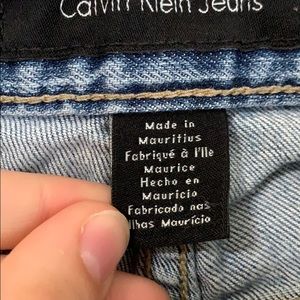 Calvin Klein Jeans
Made in
Mauritius
Fabriqué à l'Ile
Maurice
Hecho en
Mauricio
Fabricado nas
Ilhas Maurício